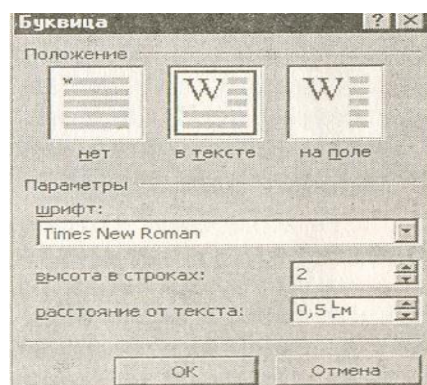 Буквица ? ×
Положение
W W W
нет в тексте на поле
Параметры
шрифт:
Times New Roman
высота в строках: 2
расстояние от текста: 0,5
ОК Отмена